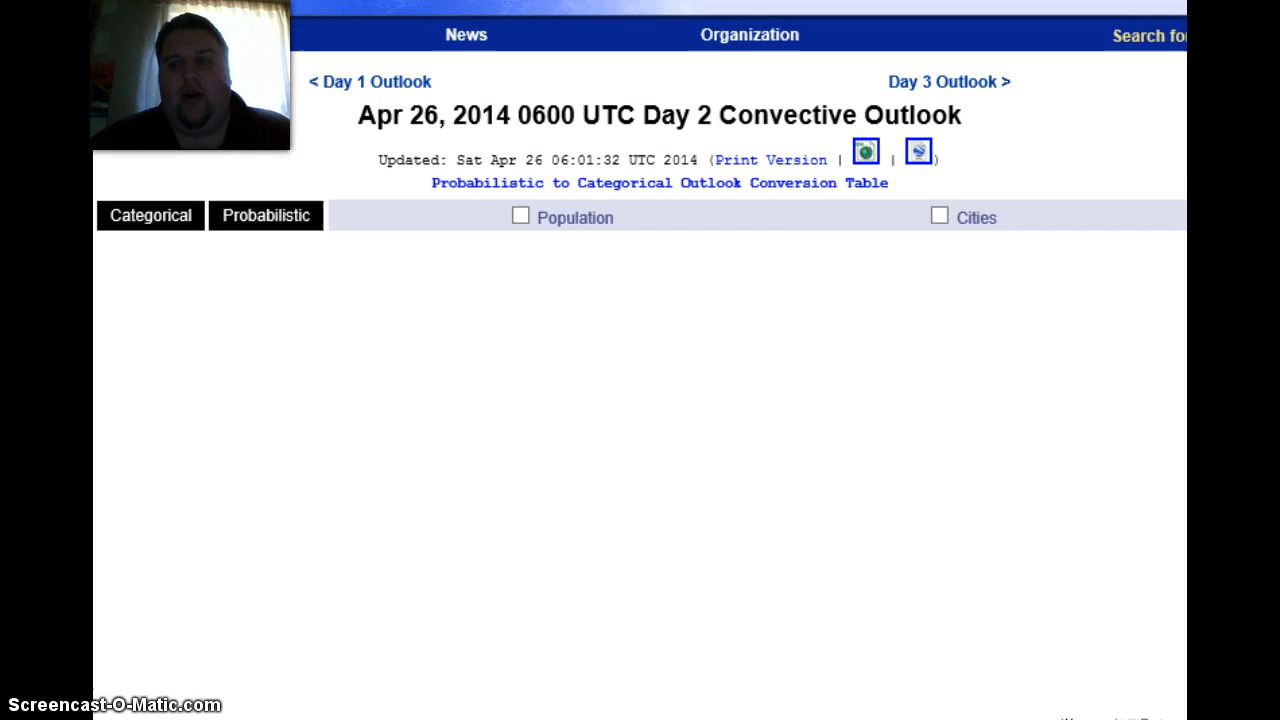 News Organization Search fo
< Day 1 Outlook Day 3 Outlook >
Apr 26, 2014 0600 UTC Day 2 Convective Outlook
Updated: Sat Apr 26 06:01:32 UTC 2014 (Print Version | | )
Probabilistic to Categorical Outlook Conversion Table
Categorical Probabilistic Population Cities
Screencast-O-Matic.com